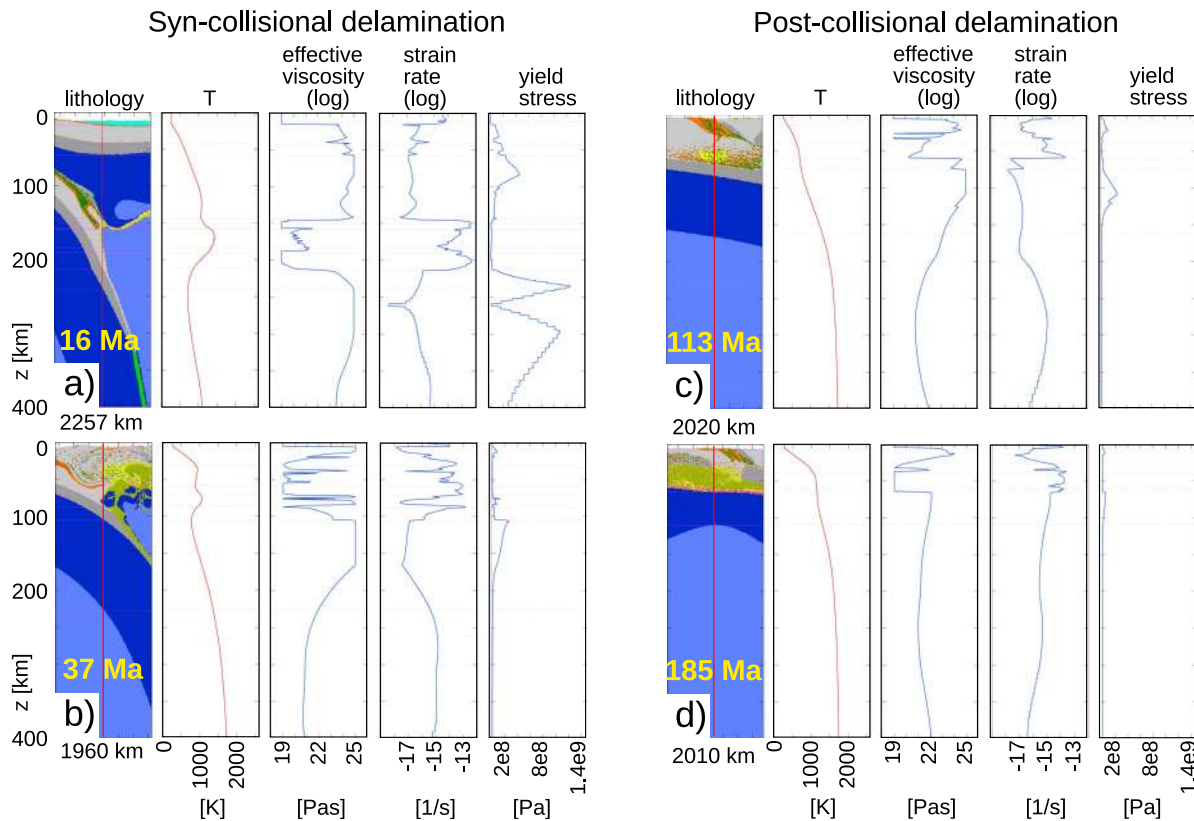 Syn-collisional delamination
Post-collisional delamination
lithology
T
effective
viscosity
(log)
strain
rate
(log)
yield
stress
lithology
T
effective
viscosity
(log)
strain
rate
(log)
yield
stress
0
100
200
300
400
z [km]
16 Ma
a)
2257 km
113 Ma
c)
2020 km
0
100
200
300
400
z [km]
37 Ma
b)
1960 km
185 Ma
d)
2010 km
0 1000 2000
19 22 25
-17 -15 -13
2e8 8e8 1.4e9
0 1000 2000
19 22 25
-17 -15 -13
2e8 8e8 1.4e9
[K] [Pas] [1/s] [Pa]
[K] [Pas] [1/s] [Pa]